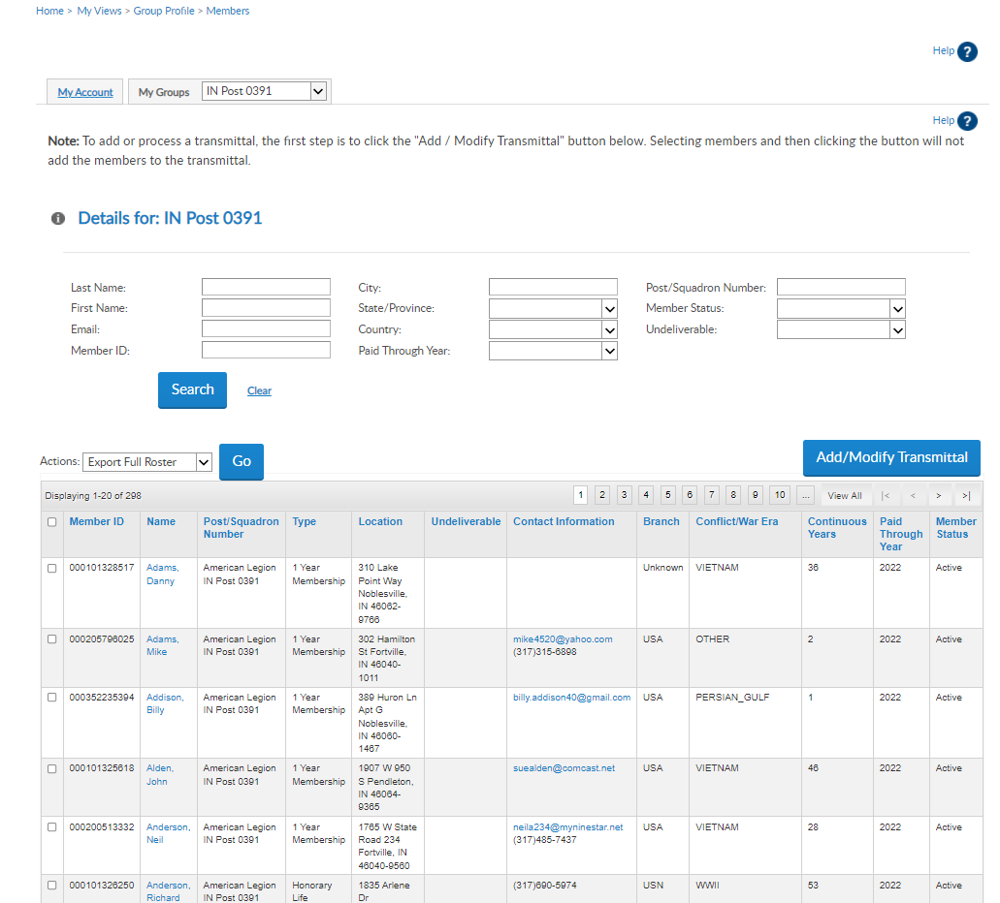 Home > My Views > Group Profile > Members
Help ?
My Account My Groups IN Post 0391
Help ?
Note: To add or process a transmittal, the first step is to click the "Add / Modify Transmittal" button below. Selecting members and then clicking the button will not
add the members to the transmittal.
i Details for: IN Post 0391
Last Name: City: Post/Squadron Number:
First Name: State/Province: Member Status:
Email: Country: Undeliverable:
Member ID: Paid Through Year:
Search Clear
Actions: Export Full Roster Go Add/Modify Transmittal
Displaying 1-20 of 298 1 2 3 4 5 6 7 8 9 10 ... View All |< < > >|
Member ID Name Post/Squadron Type Location Undeliverable Contact Information Branch Conflict/War Era Continuous Paid Member
Number Years Through Status
Year
000101328517 Adams, American Legion 1 Year 310 Lake Unknown VIETNAM 36 2022 Active
Danny IN Post 0391 Membership Point Way
Noblesville,
IN 46062-
9766
000205796025 Adams, American Legion 1 Year 302 Hamilton mike4520@yahoo.com USA OTHER 2 2022 Active
Mike IN Post 0391 Membership St Fortville, (317)315-6898
IN 46040-
1011
000352235394 Addison, American Legion 1 Year 389 Huron Ln billy.addison40@gmail.com USA PERSIAN_GULF 1 2022 Active
Billy IN Post 0391 Membership Apt G
Noblesville,
IN 46060-
1467
000101325618 Alden, American Legion 1 Year 1907 W 950 suealden@comcast.net USA VIETNAM 46 2022 Active
John IN Post 0391 Membership S Pendleton,
IN 46064-
9365
000200513332 Anderson, American Legion 1 Year 1765 W State neila234@myninestar.net USA VIETNAM 28 2022 Active
Neil IN Post 0391 Membership Road 234 (317)485-7437
Fortville, IN
46040-9560
000101326250 Anderson, American Legion Honorary 1835 Arlene (317)690-5974 USN WWII 53 2022 Active
Richard IN Post 0391 Life Dr